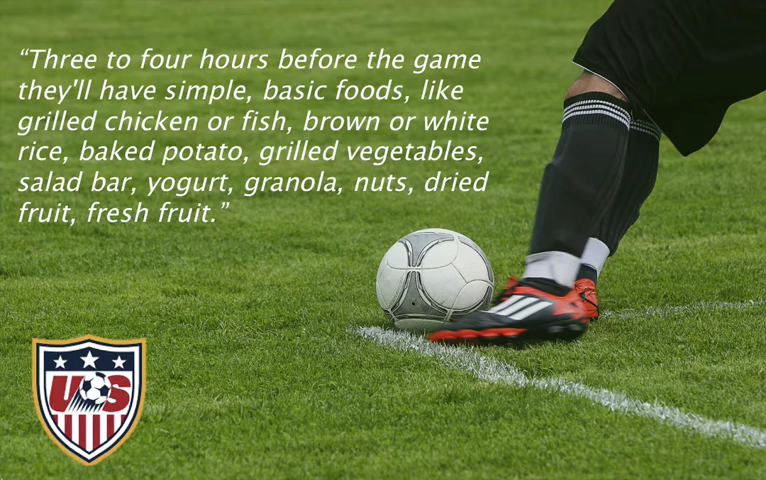 “Three to four hours before the game
they'll have simple, basic foods, like
grilled chicken or fish, brown or white
rice, baked potato, grilled vegetables,
salad bar, yogurt, granola, nuts, dried
fruit, fresh fruit.”
US